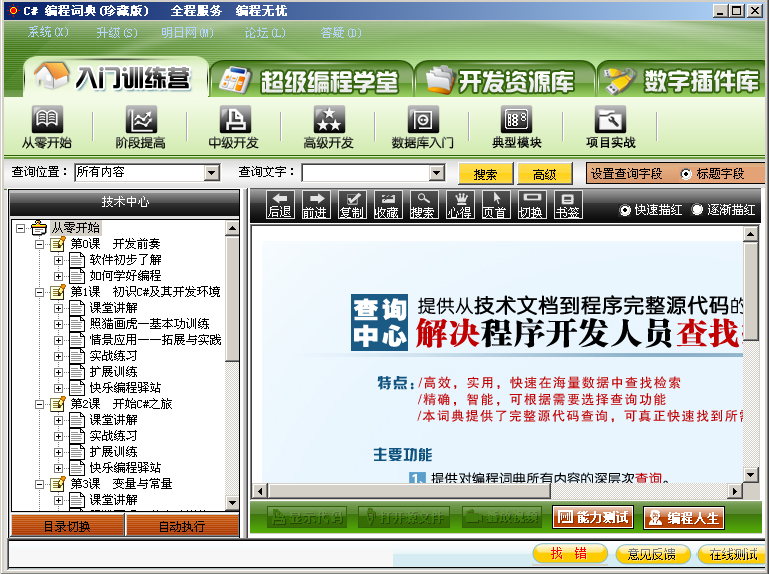 C# 编程词典(珍藏版) 全程服务 编程无忧
系统(X) 升级(S) 明日网(M) 论坛(L) 答疑(D)
入门训练营 超级编程学堂 开发资源库 数字插件库
从零开始 阶段提高 中级开发 高级开发 数据库入门 典型模块 项目实战
查询位置： 所有内容 查询文字： 搜索 高级 设置查询字段 标题字段
技术中心
后退 前进 复制 收藏 搜索 心得 页首 切换 书签 快速描红 逐渐描红
从零开始
第0课 开发前奏
软件初步了解
如何学好编程
第1课 初识C#及其开发环境
课堂讲解
照猫画虎—基本功训练
情景应用——拓展与实践
实战练习
扩展训练
快乐编程驿站
第2课 开始C#之旅
课堂讲解
实战练习
扩展训练
快乐编程驿站
第3课 变量与常量
课堂讲解
目录切换 自动执行
查询中心
提供从技术文档到程序完整源代码的
解决程序开发人员查找
特点：/高效，实用，快速在海量数据中查找检索
/精确，智能，可根据需要选择查询功能
/本词典提供了完整源代码查询，可真正快速找到所需
主要功能
1. 提供对编程词典所有内容的深层次查询。
显示代码 打开源文件 播放视频 能力测试 编程人生
找 错 意见反馈 在线测试